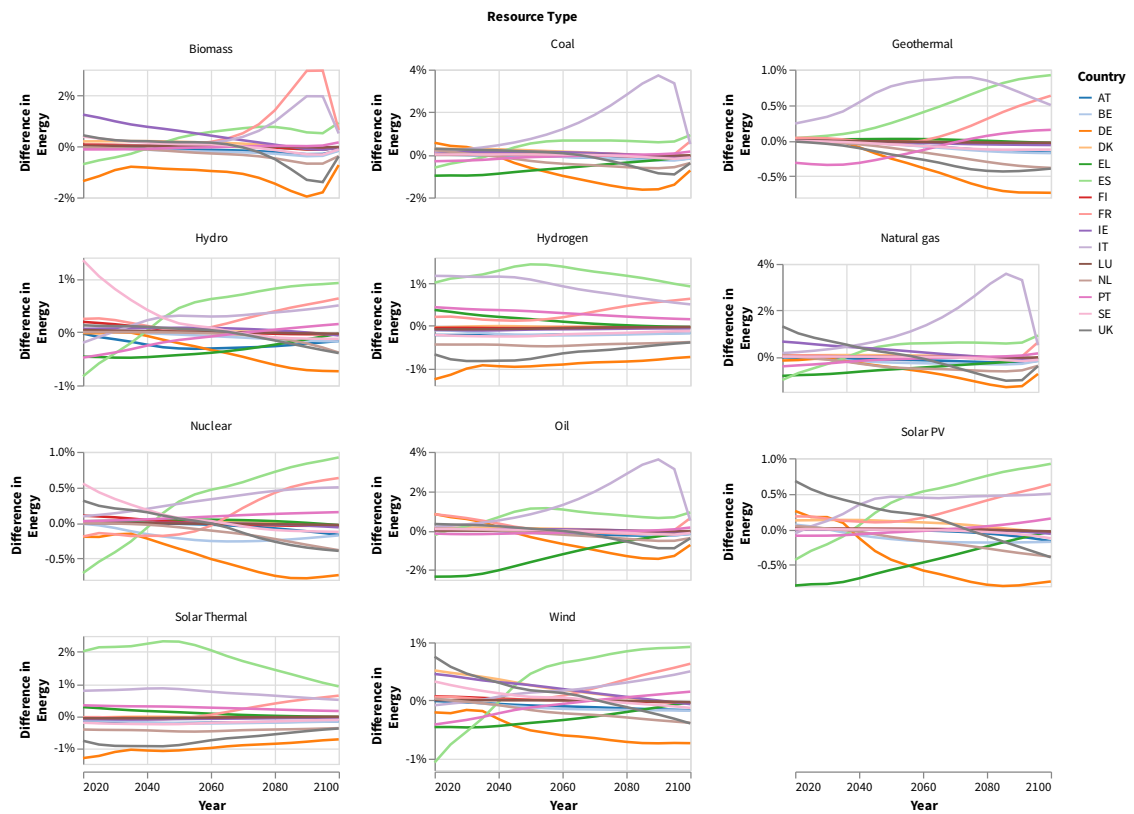 Resource Type
Biomass
Coal
Geothermal
Difference in
Energy
2%
0%
-2%
Difference in
Energy
4%
2%
0%
-2%
Difference in
Energy
1.0%
0.5%
0.0%
-0.5%
Country
AT
BE
DE
DK
EL
ES
FI
FR
IE
IT
LU
NL
PT
SE
UK
Hydro
Hydrogen
Natural gas
Difference in
Energy
1%
0%
-1%
Difference in
Energy
1%
0%
-1%
Difference in
Energy
4%
2%
0%
Nuclear
Oil
Solar PV
Difference in
Energy
1.0%
0.5%
0.0%
-0.5%
Difference in
Energy
4%
2%
0%
-2%
Difference in
Energy
1.0%
0.5%
0.0%
-0.5%
Solar Thermal
Wind
Difference in
Energy
2%
1%
0%
-1%
Difference in
Energy
1%
0%
-1%
2020 2040 2060 2080 2100
2020 2040 2060 2080 2100
2020 2040 2060 2080 2100
Year
Year
Year